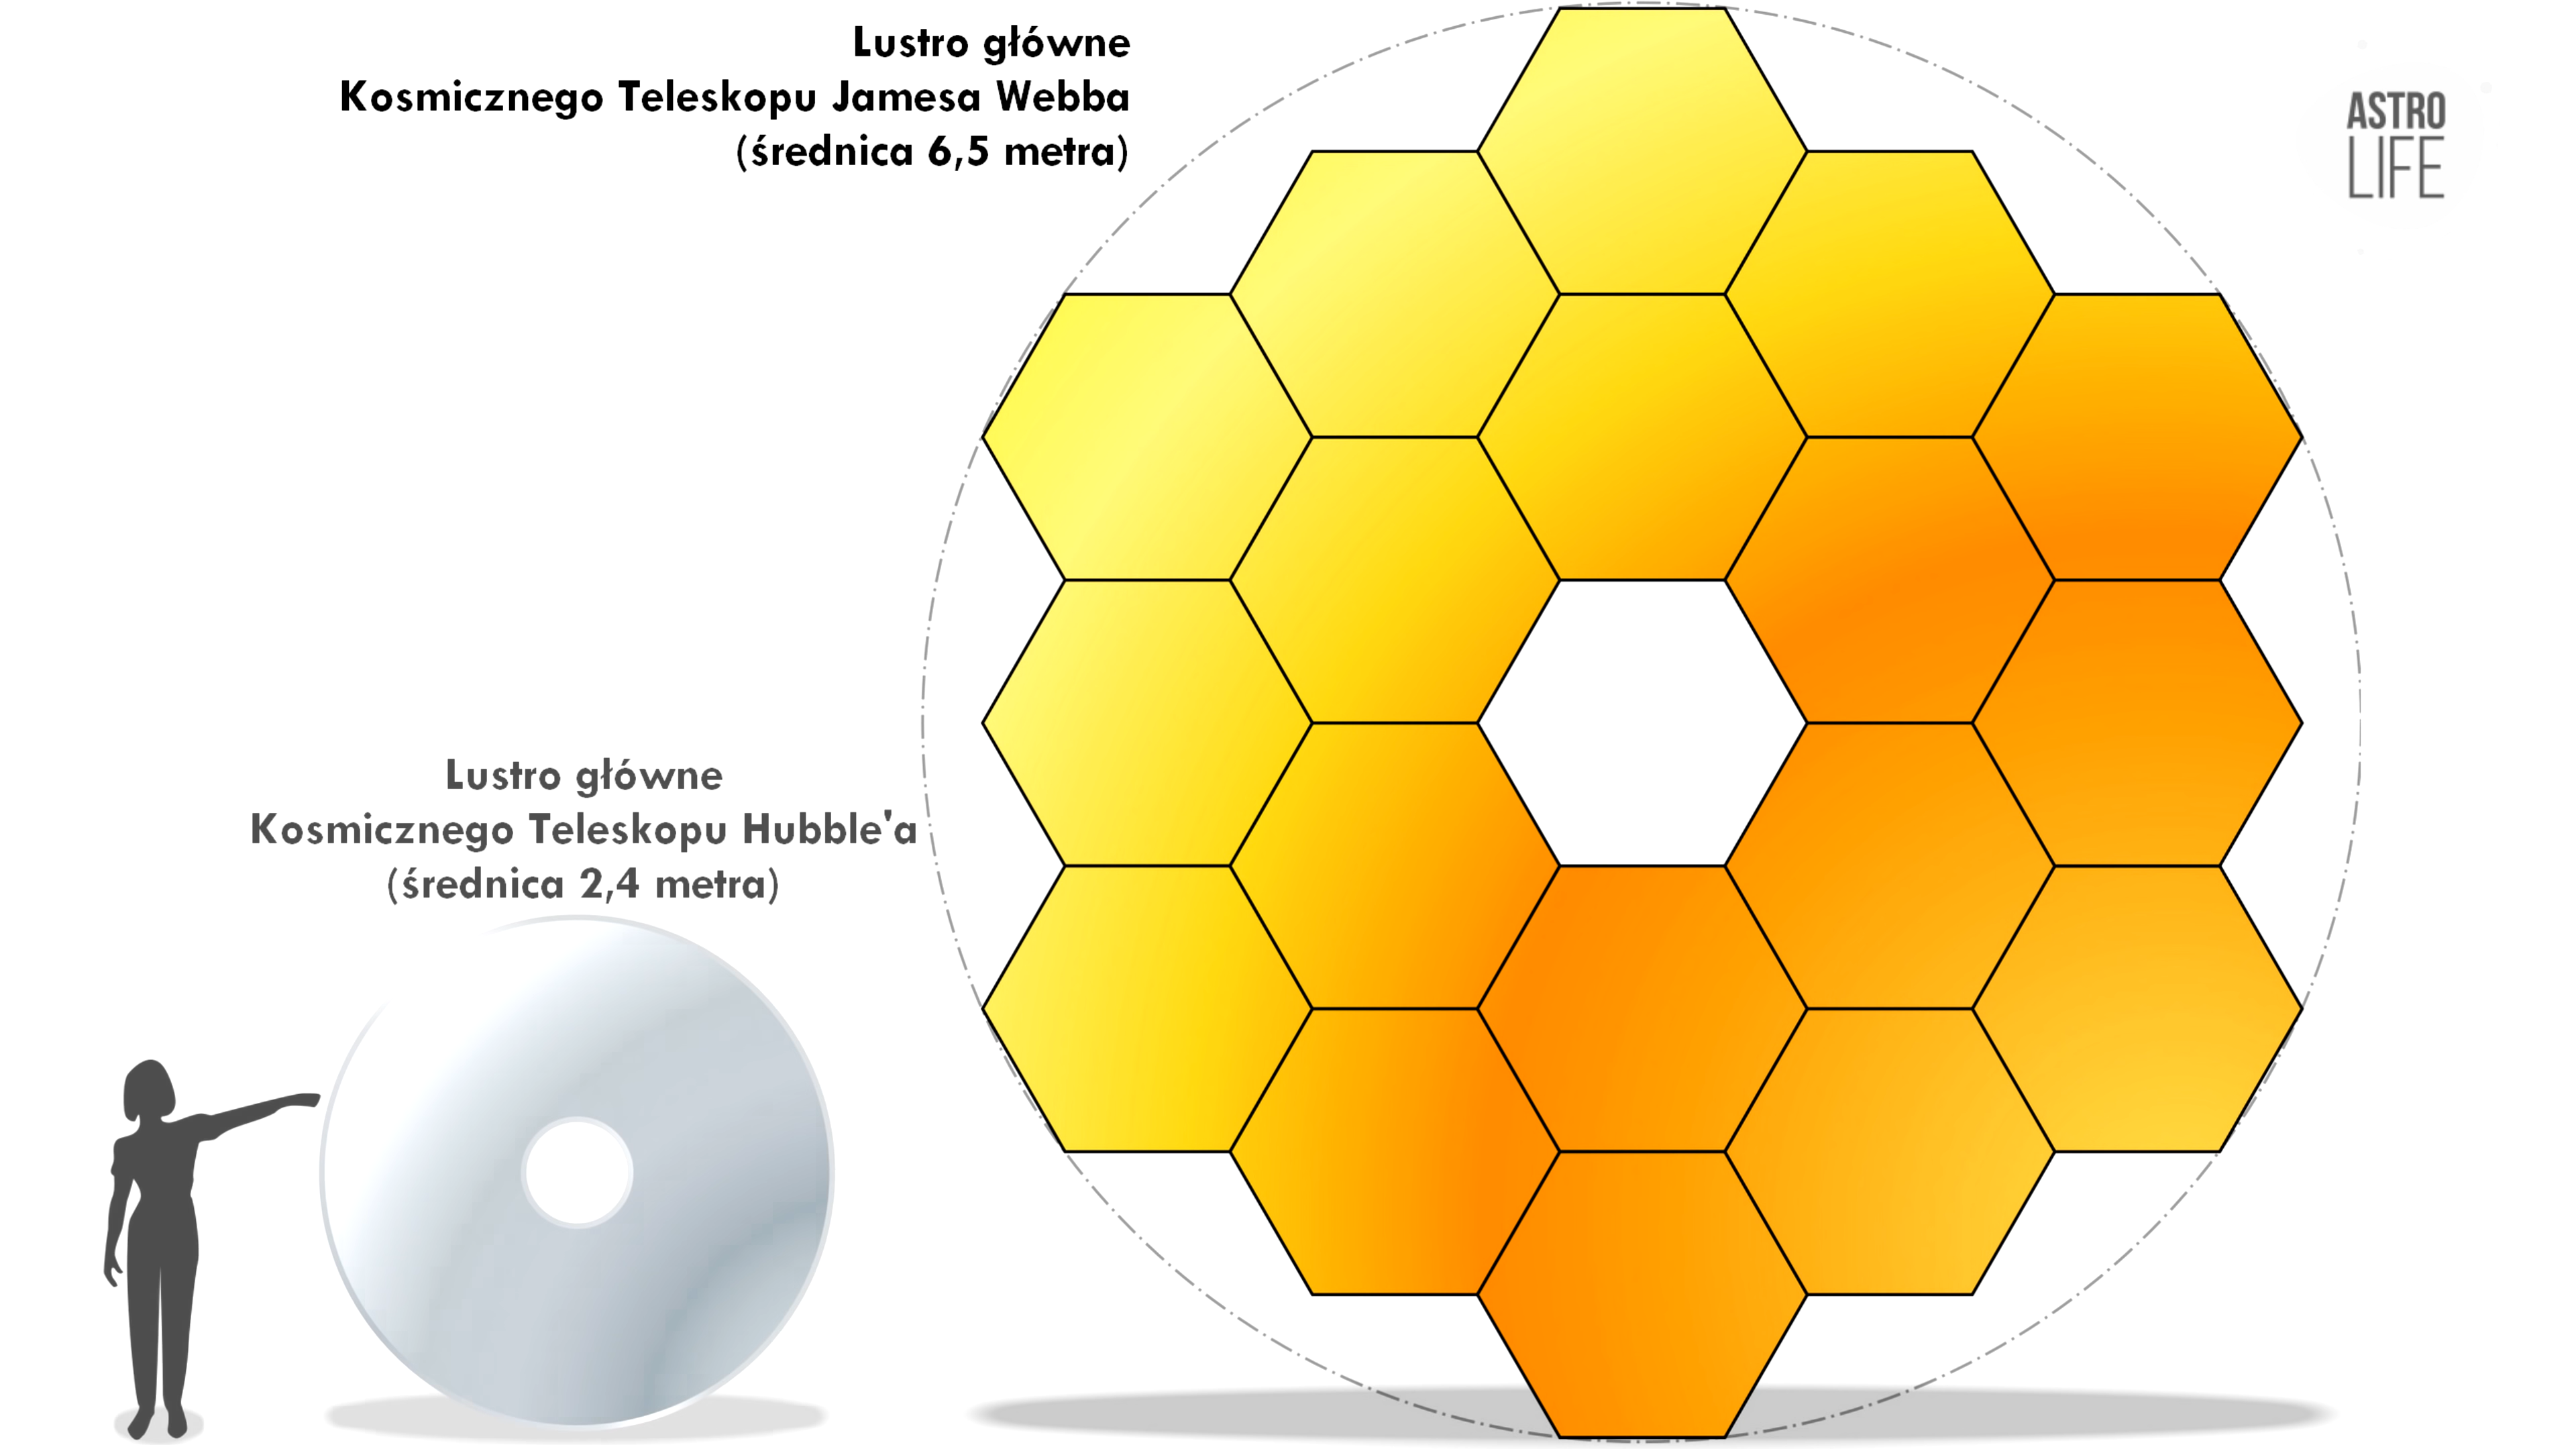 Lustro główne
Kosmicznego Teleskopu Jamesa Webba
(średnica 6,5 metra)
ASTRO
LIFE
Lustro główne
Kosmicznego Teleskopu Hubble'a
(średnica 2,4 metra)